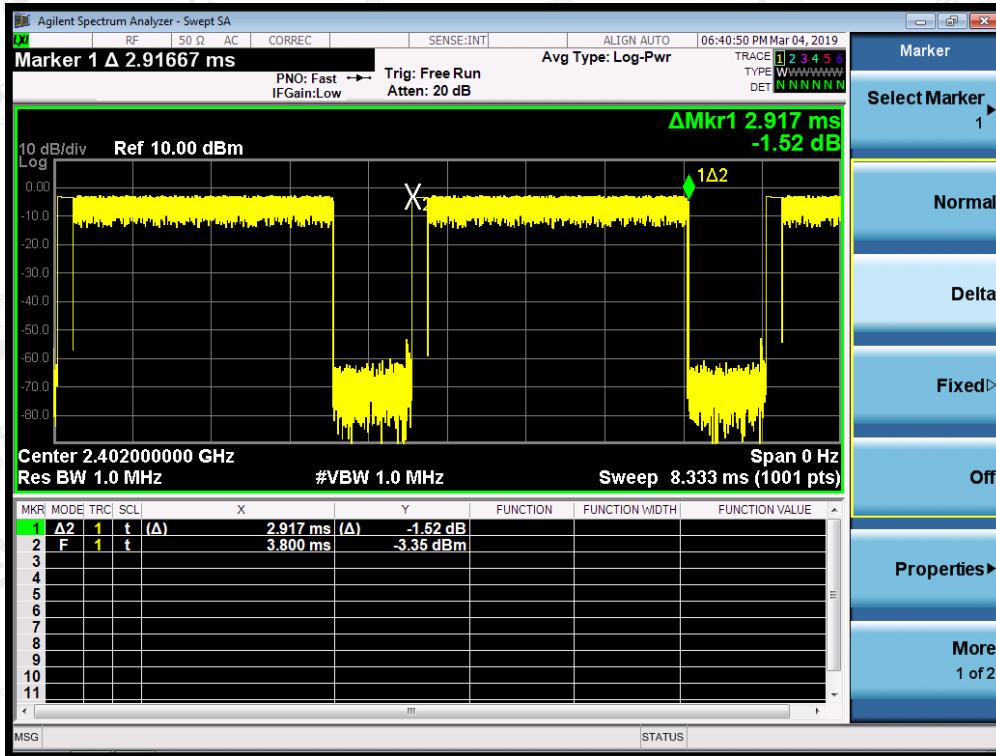 Agilent Spectrum Analyzer - Swept SA
LXI RF 50 Ω AC CORREC SENSE:INT ALIGN AUTO 06:40:50 PM Mar 04, 2019
Marker 1 Δ 2.91667 ms
PNO: Fast
IFGain:Low
Trig: Free Run
Atten: 20 dB
Avg Type: Log-Pwr
TRACE 1 2 3 4 5 6
TYPE WWWWWW
DET N N N N N N
ΔMkr1 2.917 ms
-1.52 dB
10 dB/div Ref 10.00 dBm
Log
1Δ2
0.00
X2
-10.0
-20.0
-30.0
-40.0
-50.0
-60.0
-70.0
-80.0
Center 2.402000000 GHz Span 0 Hz
Res BW 1.0 MHz #VBW 1.0 MHz Sweep 8.333 ms (1001 pts)
MKR MODE TRC SCL X Y FUNCTION FUNCTION WIDTH FUNCTION VALUE
1 Δ2 1 t (Δ) 2.917 ms (Δ) -1.52 dB
2 F 1 t 3.800 ms -3.35 dBm
3
4
5
6
7
8
9
10
11
MSG STATUS
Marker
Select Marker
1
Normal
Delta
Fixed
Off
Properties
More
1 of 2